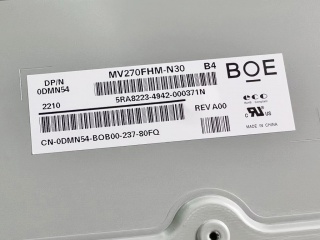 DP/N
0DMN54
MV270FHM-N30 B4
BOE
2210
5RA8223-4942-000371N
REV A00
eco
CN-0DMN54-BOB00-237-80FQ
MADE IN CHINA